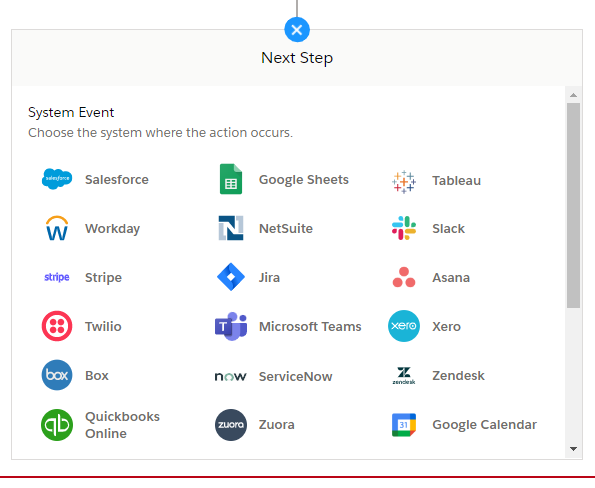 Next Step
System Event
Choose the system where the action occurs.
salesforce Salesforce
Google Sheets
Tableau
Workday
NetSuite
Slack
stripe Stripe
Jira
Asana
Twilio
T Microsoft Teams
xero Xero
box Box
now ServiceNow
zendesk Zendesk
qb Quickbooks
Online
zuora Zuora
31 Google Calendar